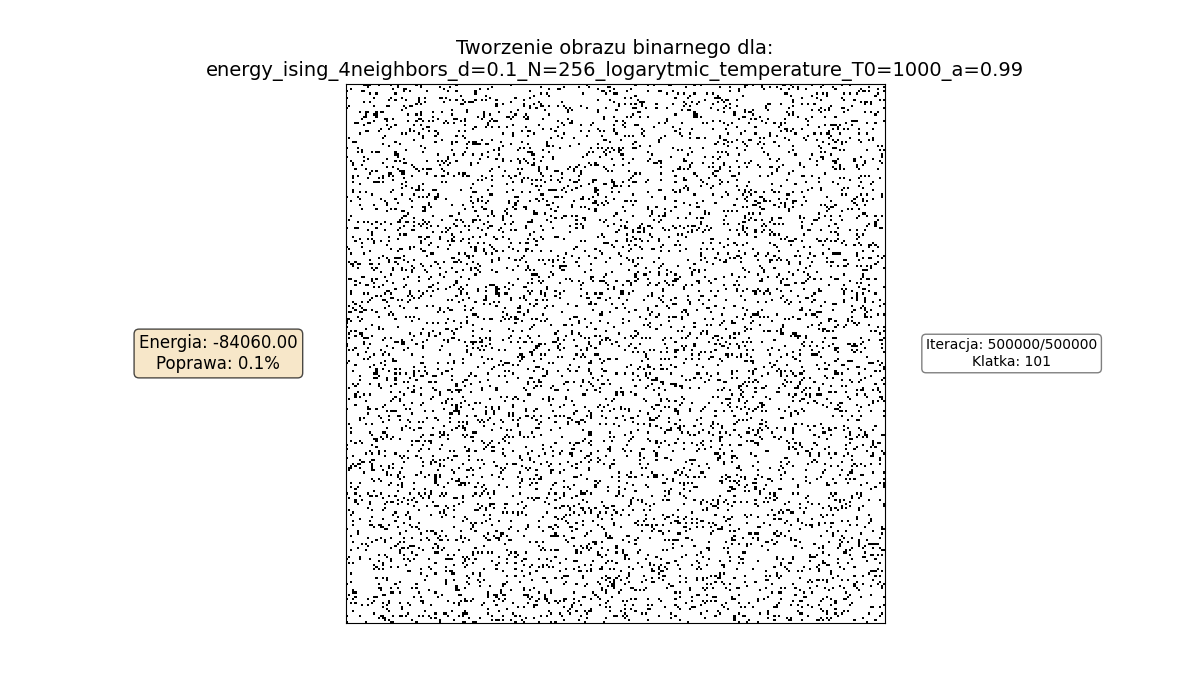 Tworzenie obrazu binarnego dla:
energy_ising_4neighbors_d=0.1_N=256_logarytmic_temperature_T0=1000_a=0.99
Energia: -84060.00
Poprawa: 0.1%
Iteracja: 500000/500000
Klatka: 101